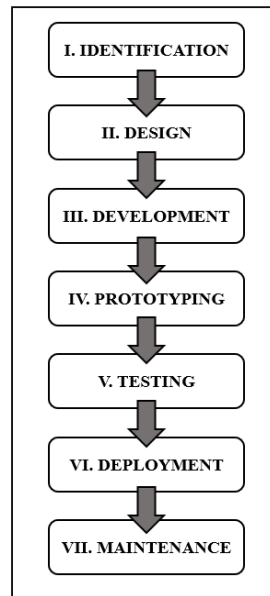 I. IDENTIFICATION
II. DESIGN
III. DEVELOPMENT
IV. PROTOTYPING
V. TESTING
VI. DEPLOYMENT
VII. MAINTENANCE